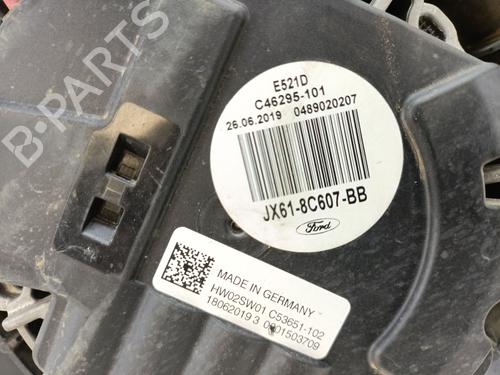 B-PARTS
E521D
C46295-101
26.06.2019 0489020207
JX61-8C607-BB
Ford
MADE IN GERMANY
HW02SW01 C53651-102
18062019 3 0001503709